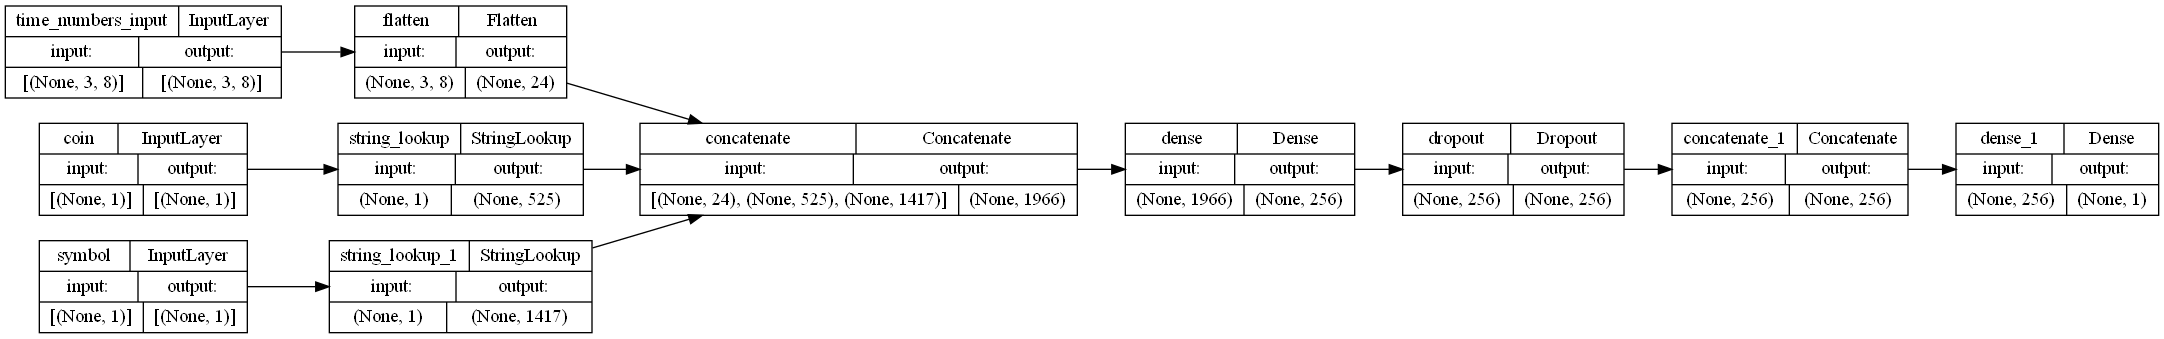 time_numbers_input InputLayer
input: output:
[(None, 3, 8)] [(None, 3, 8)]
flatten Flatten
input: output:
(None, 3, 8) (None, 24)
coin InputLayer
input: output:
[(None, 1)] [(None, 1)]
string_lookup StringLookup
input: output:
(None, 1) (None, 525)
symbol InputLayer
input: output:
[(None, 1)] [(None, 1)]
string_lookup_1 StringLookup
input: output:
(None, 1) (None, 1417)
concatenate Concatenate
input: output:
[(None, 24), (None, 525), (None, 1417)] (None, 1966)
dense Dense
input: output:
(None, 1966) (None, 256)
dropout Dropout
input: output:
(None, 256) (None, 256)
concatenate_1 Concatenate
input: output:
(None, 256) (None, 256)
dense_1 Dense
input: output:
(None, 256) (None, 1)